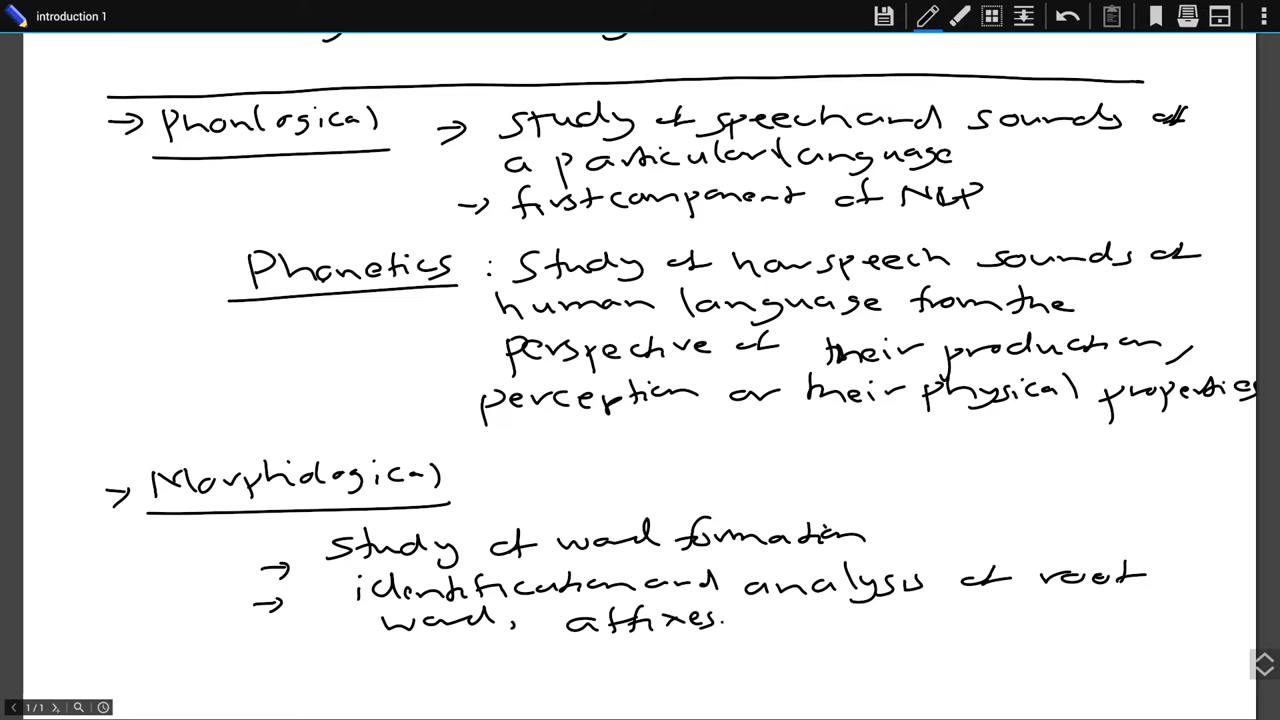 introduction 1
→ Phonlogical → study of speech and sounds of
a particular language
→ first component of NLP
Phonetics : Study of how speech sounds of
human language from the
perspective of their production,
perception or their physical properties
→ Morphological
→ Study of word formation
→ identification and analysis of root
word, affixes.
1/1